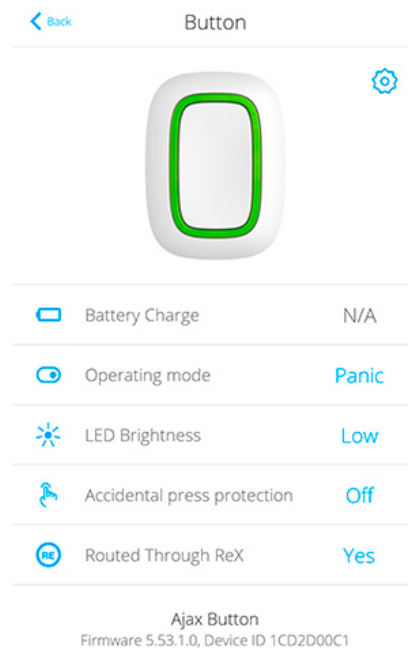 Back Button
Battery Charge N/A
Operating mode Panic
LED Brightness Low
Accidental press protection Off
RE Routed Through ReX Yes
Ajax Button
Firmware 5.53.1.0, Device ID 1CD2D00C1